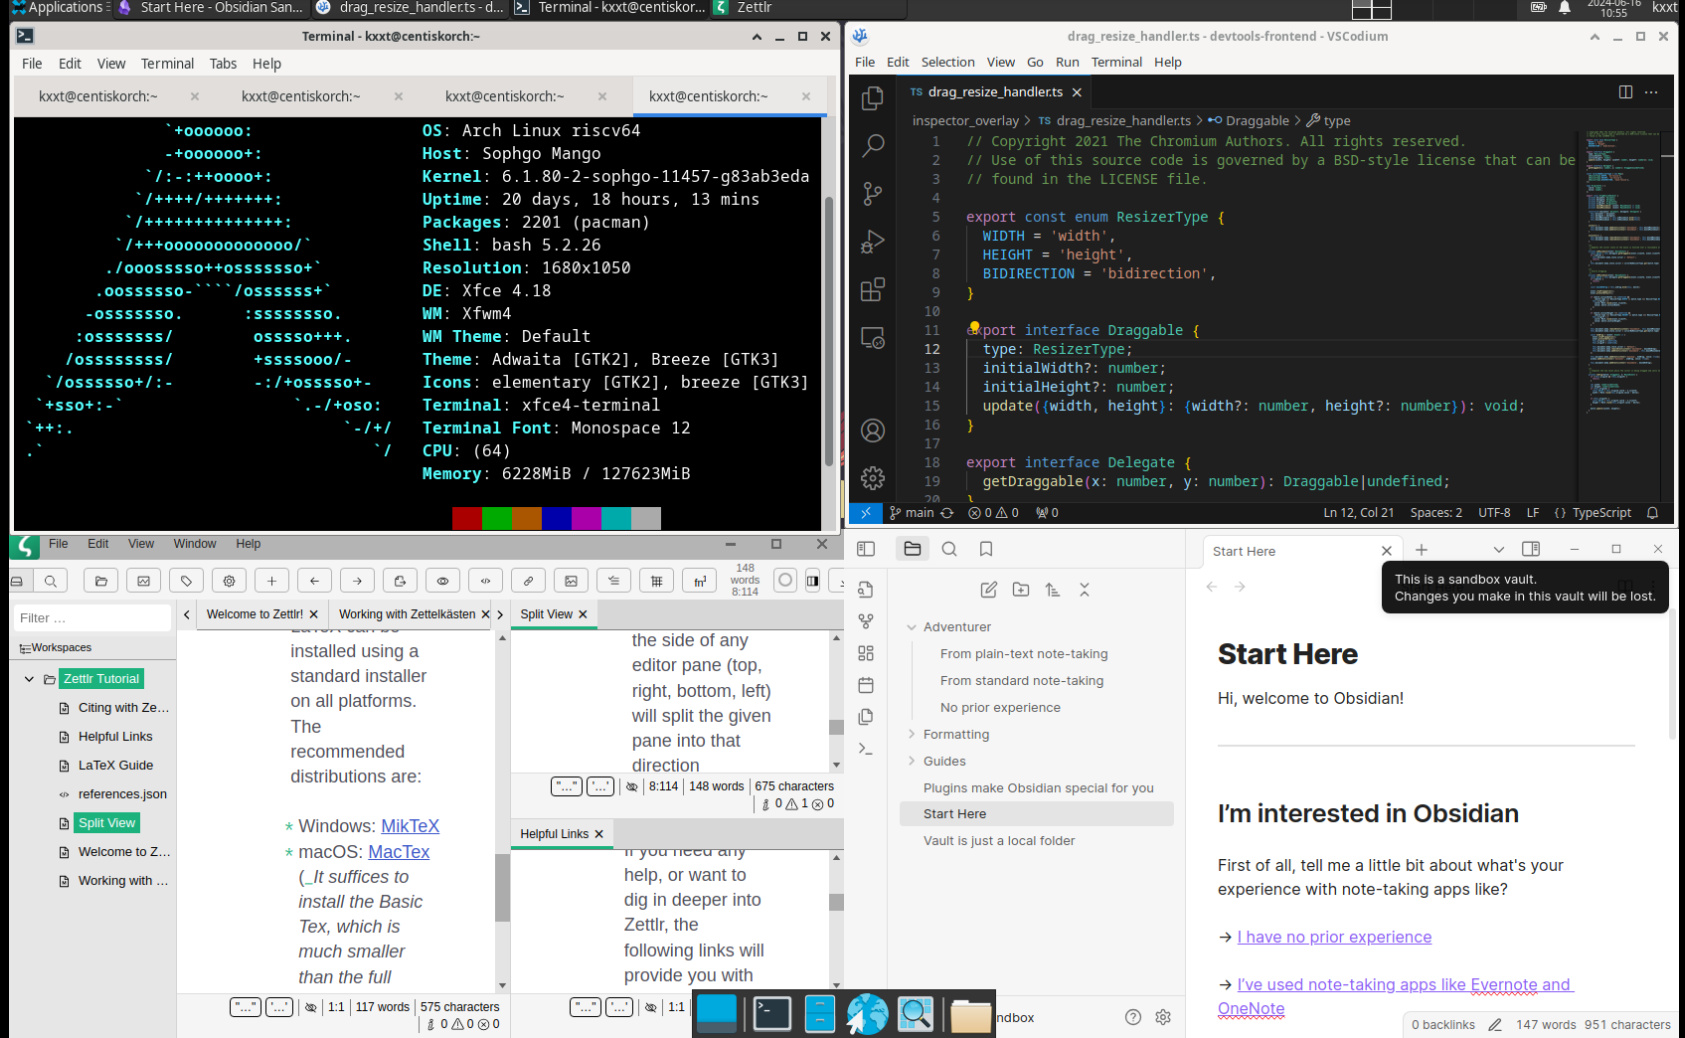 Applications
Start Here - Obsidian San...
drag_resize_handler.ts - d...
Terminal - kxxt@centiskor...
Zettlr
2024-06-16
10:55
kxxt
Terminal - kxxt@centiskorch:~
File Edit View Terminal Tabs Help
kxxt@centiskorch:~ kxxt@centiskorch:~ kxxt@centiskorch:~ kxxt@centiskorch:~
`+oooooo: OS: Arch Linux riscv64
-+oooooo+: Host: Sophgo Mango
`/:-:++oooo+: Kernel: 6.1.80-2-sophgo-11457-g83ab3eda
`/++++/+++++++: Uptime: 20 days, 18 hours, 13 mins
`/++++++++++++++: Packages: 2201 (pacman)
`/+++ooooooooooooo/` Shell: bash 5.2.26
./ooosssso++osssssso+` Resolution: 1680x1050
.oossssso-````/ossssss+` DE: Xfce 4.18
-osssssso. :ssssssso. WM: Xfwm4
:osssssss/ osssso+++. WM Theme: Default
/ossssssss/ +ssssooo/- Theme: Adwaita [GTK2], Breeze [GTK3]
`/ossssso+/:- -:/+osssso+- Icons: elementary [GTK2], breeze [GTK3]
`+sso+:-` `.-/+oso: Terminal: xfce4-terminal
`++:. `-/+/ Terminal Font: Monospace 12
.` `/ CPU: (64)
Memory: 6228MiB / 127623MiB
drag_resize_handler.ts - devtools-frontend - VSCodium
File Edit Selection View Go Run Terminal Help
TS drag_resize_handler.ts
inspector_overlay > TS drag_resize_handler.ts > Draggable > type
1 // Copyright 2021 The Chromium Authors. All rights reserved.
2 // Use of this source code is governed by a BSD-style license that can be
3 // found in the LICENSE file.
4
5 export const enum ResizerType {
6 WIDTH = 'width',
7 HEIGHT = 'height',
8 BIDIRECTION = 'bidirection',
9 }
10
11 export interface Draggable {
12 type: ResizerType;
13 initialWidth?: number;
14 initialHeight?: number;
15 update({width, height}: {width?: number, height?: number}): void;
16 }
17
18 export interface Delegate {
19 getDraggable(x: number, y: number): Draggable|undefined;
20 }
main 0 0 0 Ln 12, Col 21 Spaces: 2 UTF-8 LF {} TypeScript
File Edit View Window Help
148
words
8:114
Filter ...
Workspaces
Zettlr Tutorial
Citing with Ze...
Helpful Links
LaTeX Guide
references.json
Split View
Welcome to Z...
Working with ...
Welcome to Zettlr! Working with Zettelkästen
LaTeX can be
installed using a
standard installer
on all platforms.
The
recommended
distributions are:
* Windows: MikTeX
* macOS: MacTex
(_It suffices to
install the Basic
Tex, which is
much smaller
than the full
"…" '…' 1:1 117 words 575 characters
0 0 0
Split View
the side of any
editor pane (top,
right, bottom, left)
will split the given
pane into that
direction
"…" '…' 8:114 148 words 675 characters
0 1 0
Helpful Links
If you need any
help, or want to
dig in deeper into
Zettlr, the
following links will
provide you with
"…" '…' 1:1
Adventurer
From plain-text note-taking
From standard note-taking
No prior experience
Formatting
Guides
Plugins make Obsidian special for you
Start Here
Vault is just a local folder
ndbox
Start Here
This is a sandbox vault.
Changes you make in this vault will be lost.
Start Here
Hi, welcome to Obsidian!
I’m interested in Obsidian
First of all, tell me a little bit about what's your
experience with note-taking apps like?
→ I have no prior experience
→ I’ve used note-taking apps like Evernote and
OneNote
0 backlinks 147 words 951 characters